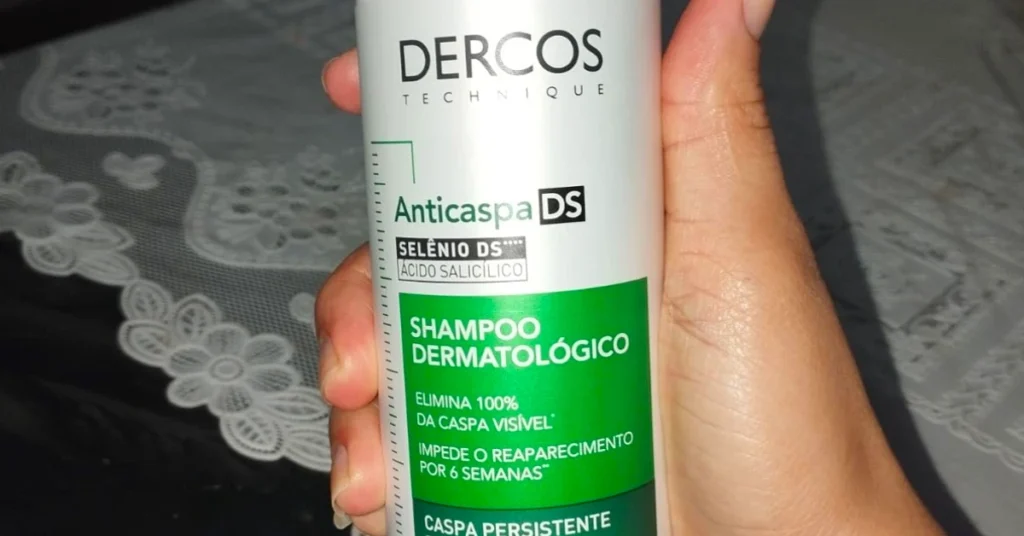 DERCOS
TECHNIQUE
Anticaspa DS
SELÊNIO DS****
ÁCIDO SALICÍLICO
SHAMPOO
DERMATOLÓGICO
ELIMINA 100%
DA CASPA VISÍVEL*
IMPEDE O REAPARECIMENTO
POR 6 SEMANAS**
CASPA PERSISTENTE